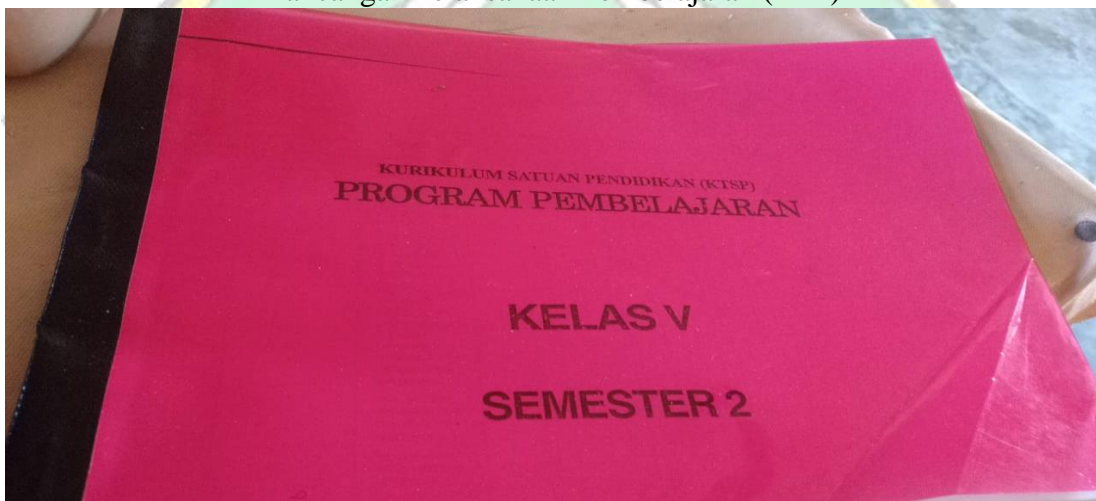 KURIKULUM SATUAN PENDIDIKAN (KTSP)
PROGRAM PEMBELAJARAN
KELAS V
SEMESTER 2